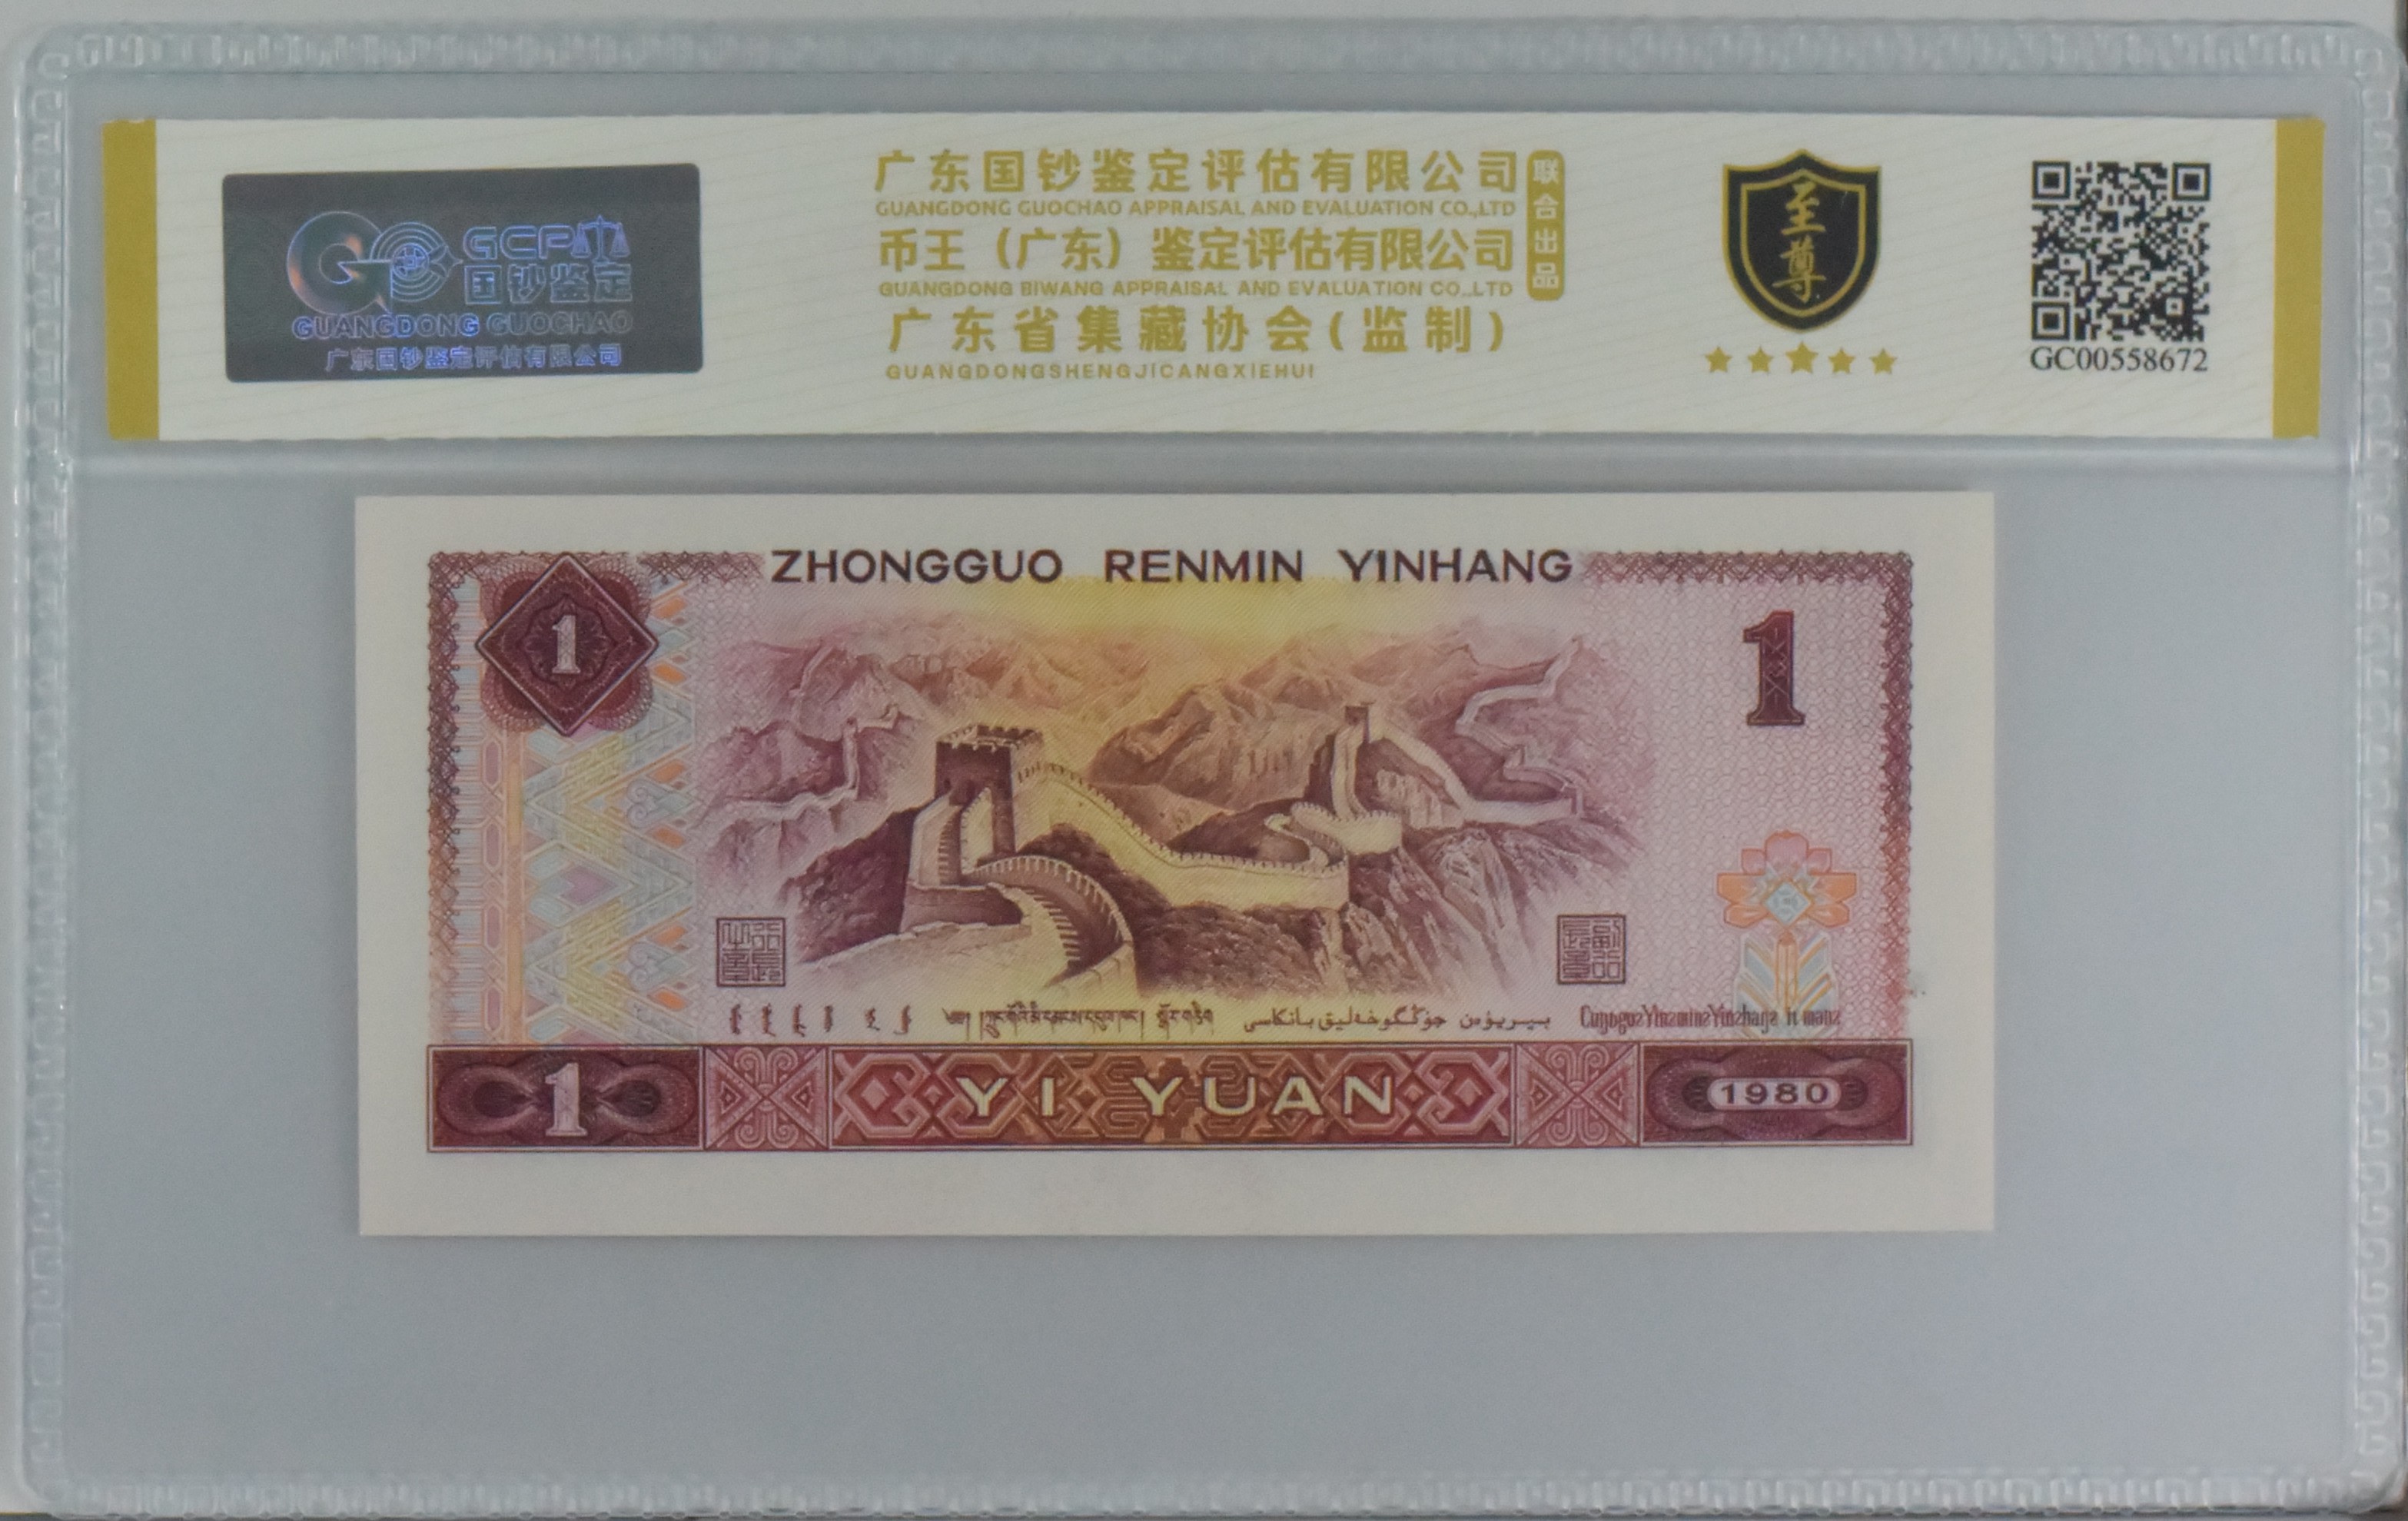 GCP
国钞鉴定
GUANGDONG GUOCHAO
广东国钞鉴定评估有限公司
广东国钞鉴定评估有限公司
GUANGDONG GUOCHAO APPRAISAL AND EVALUATION CO.,LTD
币王（广东）鉴定评估有限公司
GUANGDONG BIWANG APPRAISAL AND EVALUATION CO.,LTD
广东省集藏协会(监制)
GUANGDONGSHENGJICANGXIEHUI
联合出品
至尊
GC00558672
ZHONGGUO RENMIN YINHANG
1
1
1
YI YUAN
1980